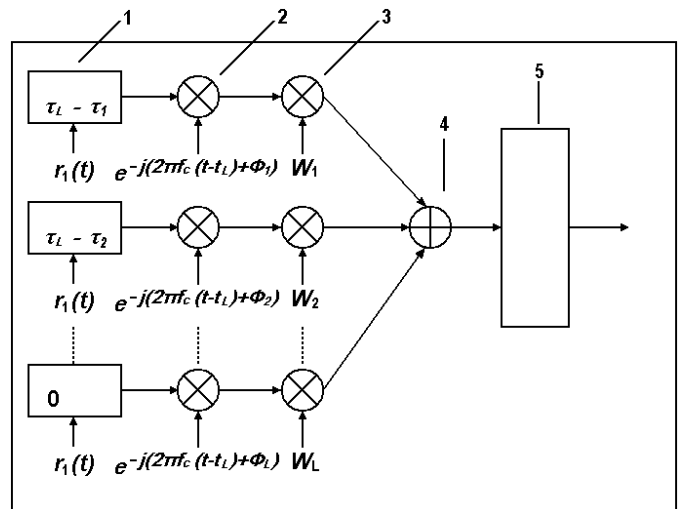 1 2 3
τL - τ1
r1(t) e-j(2πfc(t-tL)+Φ1) W1
4 5
τL - τ2
r1(t) e-j(2πfc(t-tL)+Φ2) W2
0
r1(t) e-j(2πfc(t-tL)+ΦL) WL